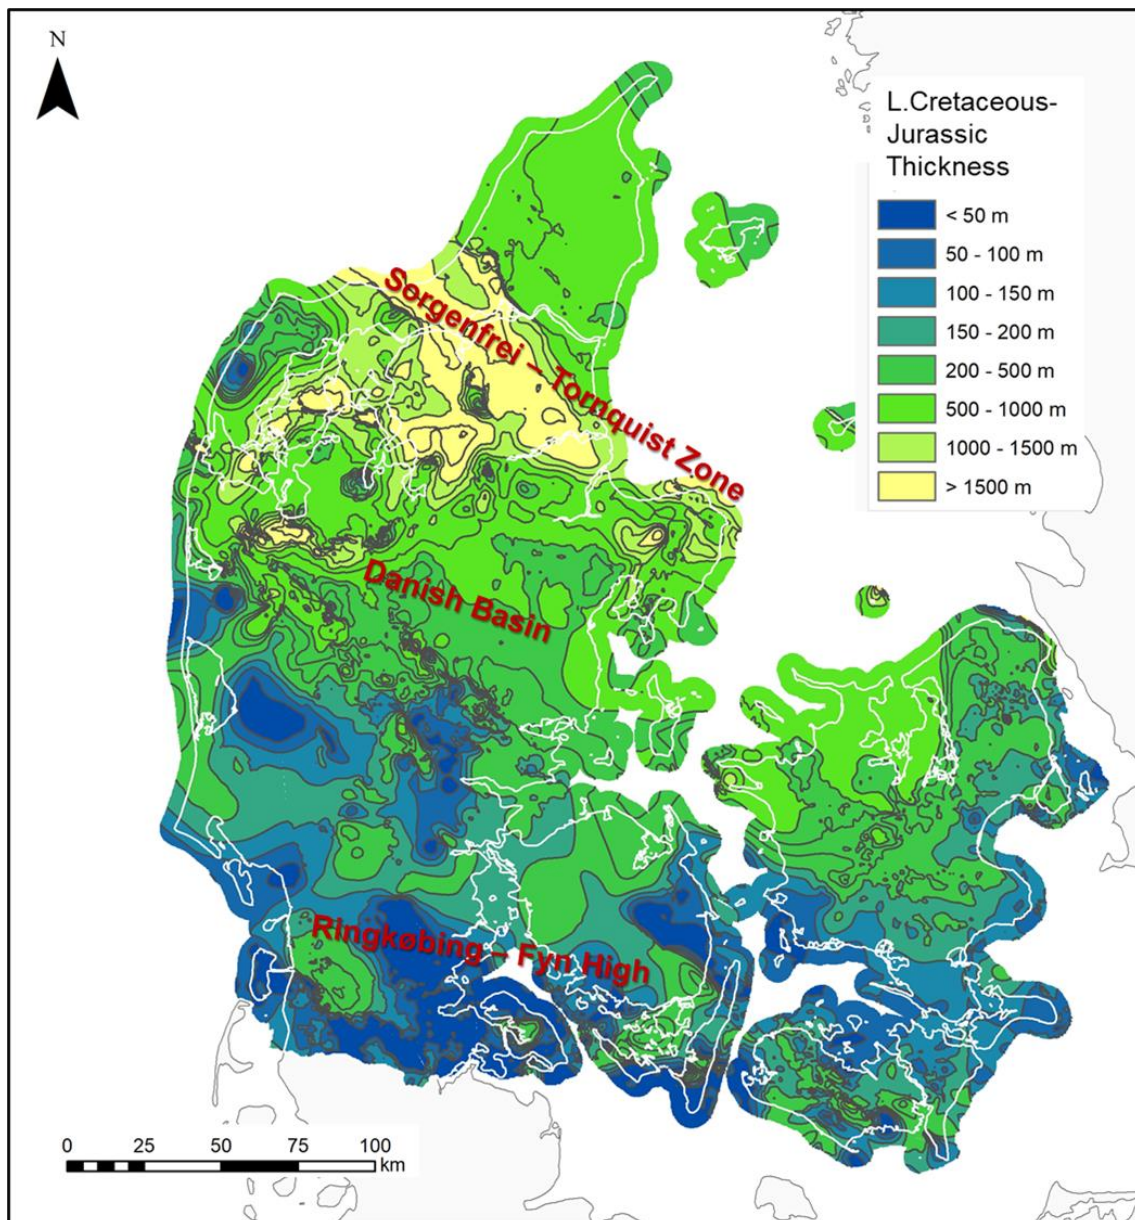 N
L.Cretaceous-
Jurassic
Thickness
< 50 m
50 - 100 m
100 - 150 m
150 - 200 m
200 - 500 m
500 - 1000 m
1000 - 1500 m
> 1500 m
Sorgenfrei – Tornquist Zone
Danish Basin
Ringkøbing – Fyn High
0 25 50 75 100
km